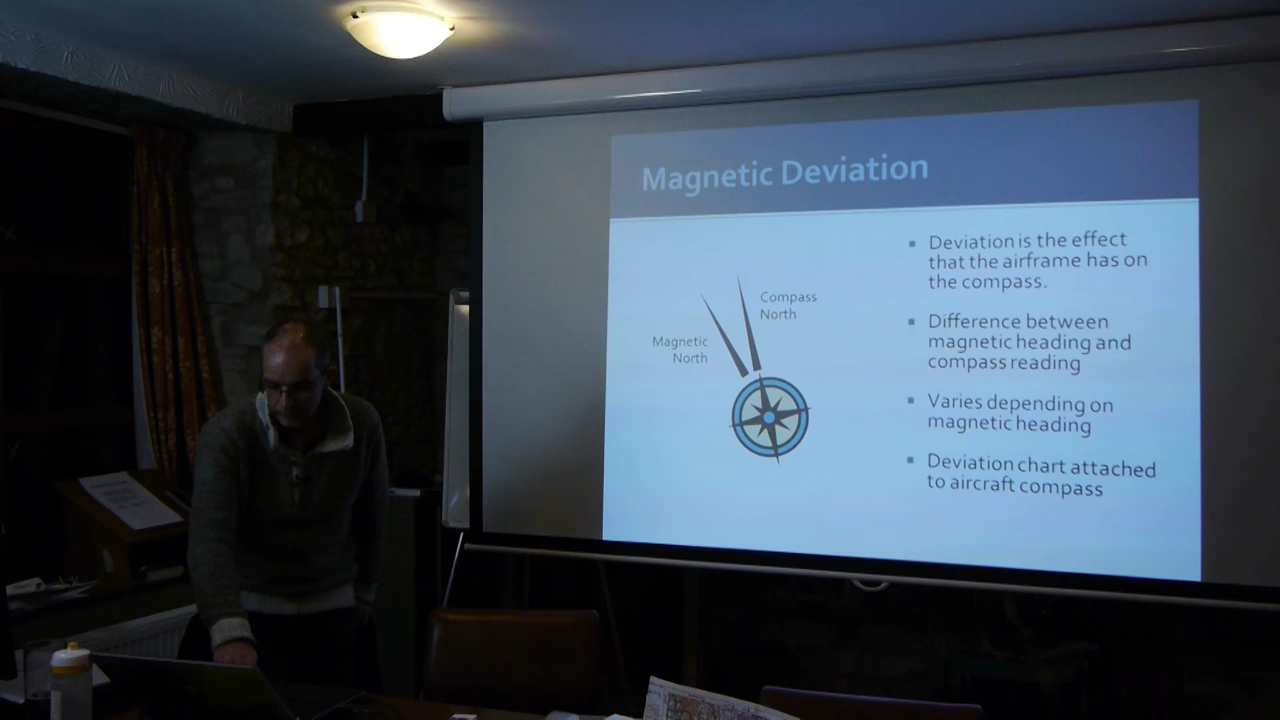 Magnetic Deviation
Compass
North
Magnetic
North
Deviation is the effect
that the airframe has on
the compass.
Difference between
magnetic heading and
compass reading
Varies depending on
magnetic heading
Deviation chart attached
to aircraft compass